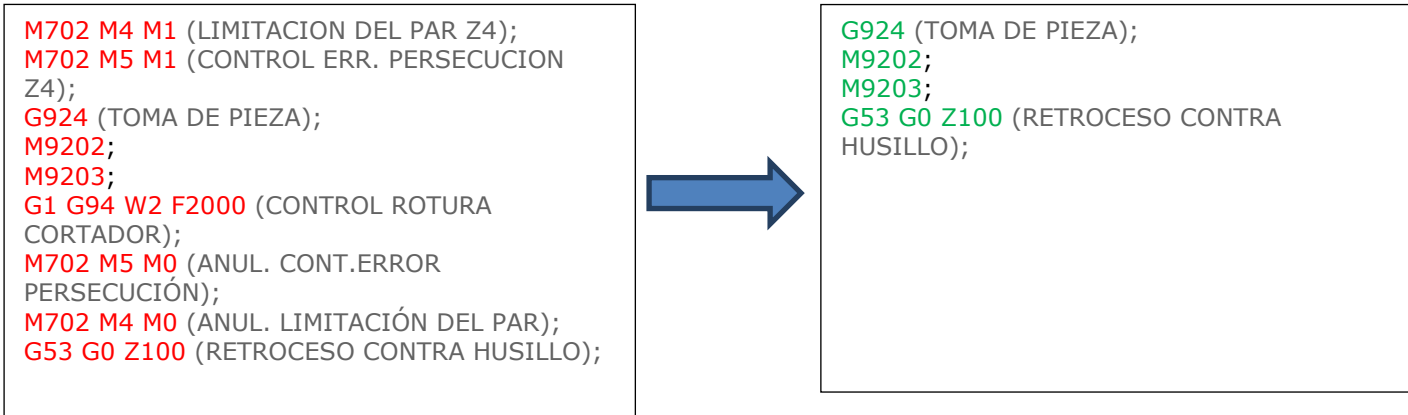 M702 M4 M1 (LIMITACION DEL PAR Z4);
M702 M5 M1 (CONTROL ERR. PERSECUCION
Z4);
G924 (TOMA DE PIEZA);
M9202;
M9203;
G1 G94 W2 F2000 (CONTROL ROTURA
CORTADOR);
M702 M5 M0 (ANUL. CONT.ERROR
PERSECUCIÓN);
M702 M4 M0 (ANUL. LIMITACIÓN DEL PAR);
G53 G0 Z100 (RETROCESO CONTRA HUSILLO);
G924 (TOMA DE PIEZA);
M9202;
M9203;
G53 G0 Z100 (RETROCESO CONTRA
HUSILLO);